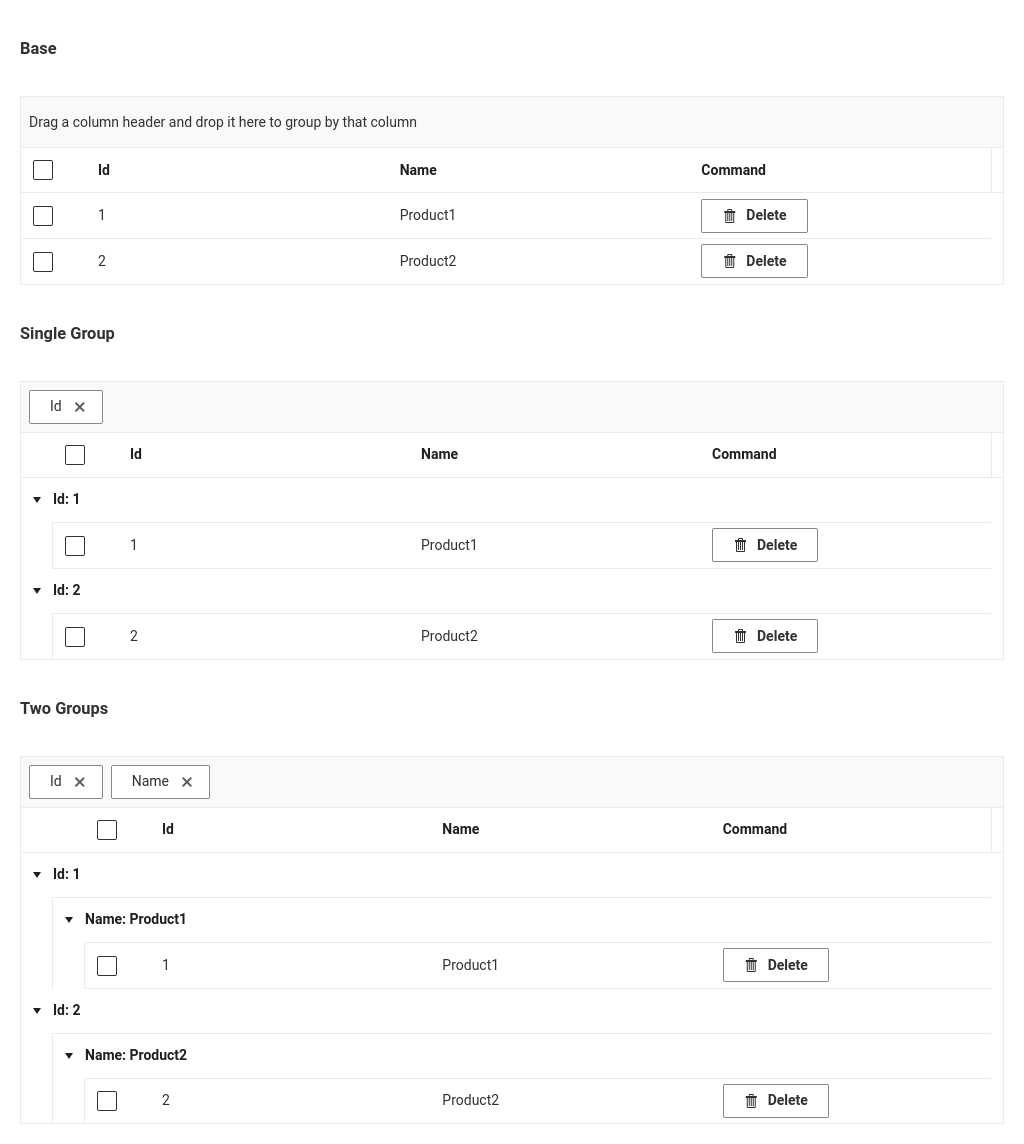 Base
Drag a column header and drop it here to group by that column
Id Name Command
1 Product1 Delete
2 Product2 Delete
Single Group
Id
Id Name Command
Id: 1
1 Product1 Delete
Id: 2
2 Product2 Delete
Two Groups
Id Name
Id Name Command
Id: 1
Name: Product1
1 Product1 Delete
Id: 2
Name: Product2
2 Product2 Delete